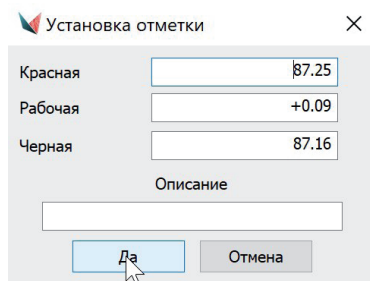 Установка отметки
Красная 87.25
Рабочая +0.09
Черная 87.16
Описание
Да Отмена